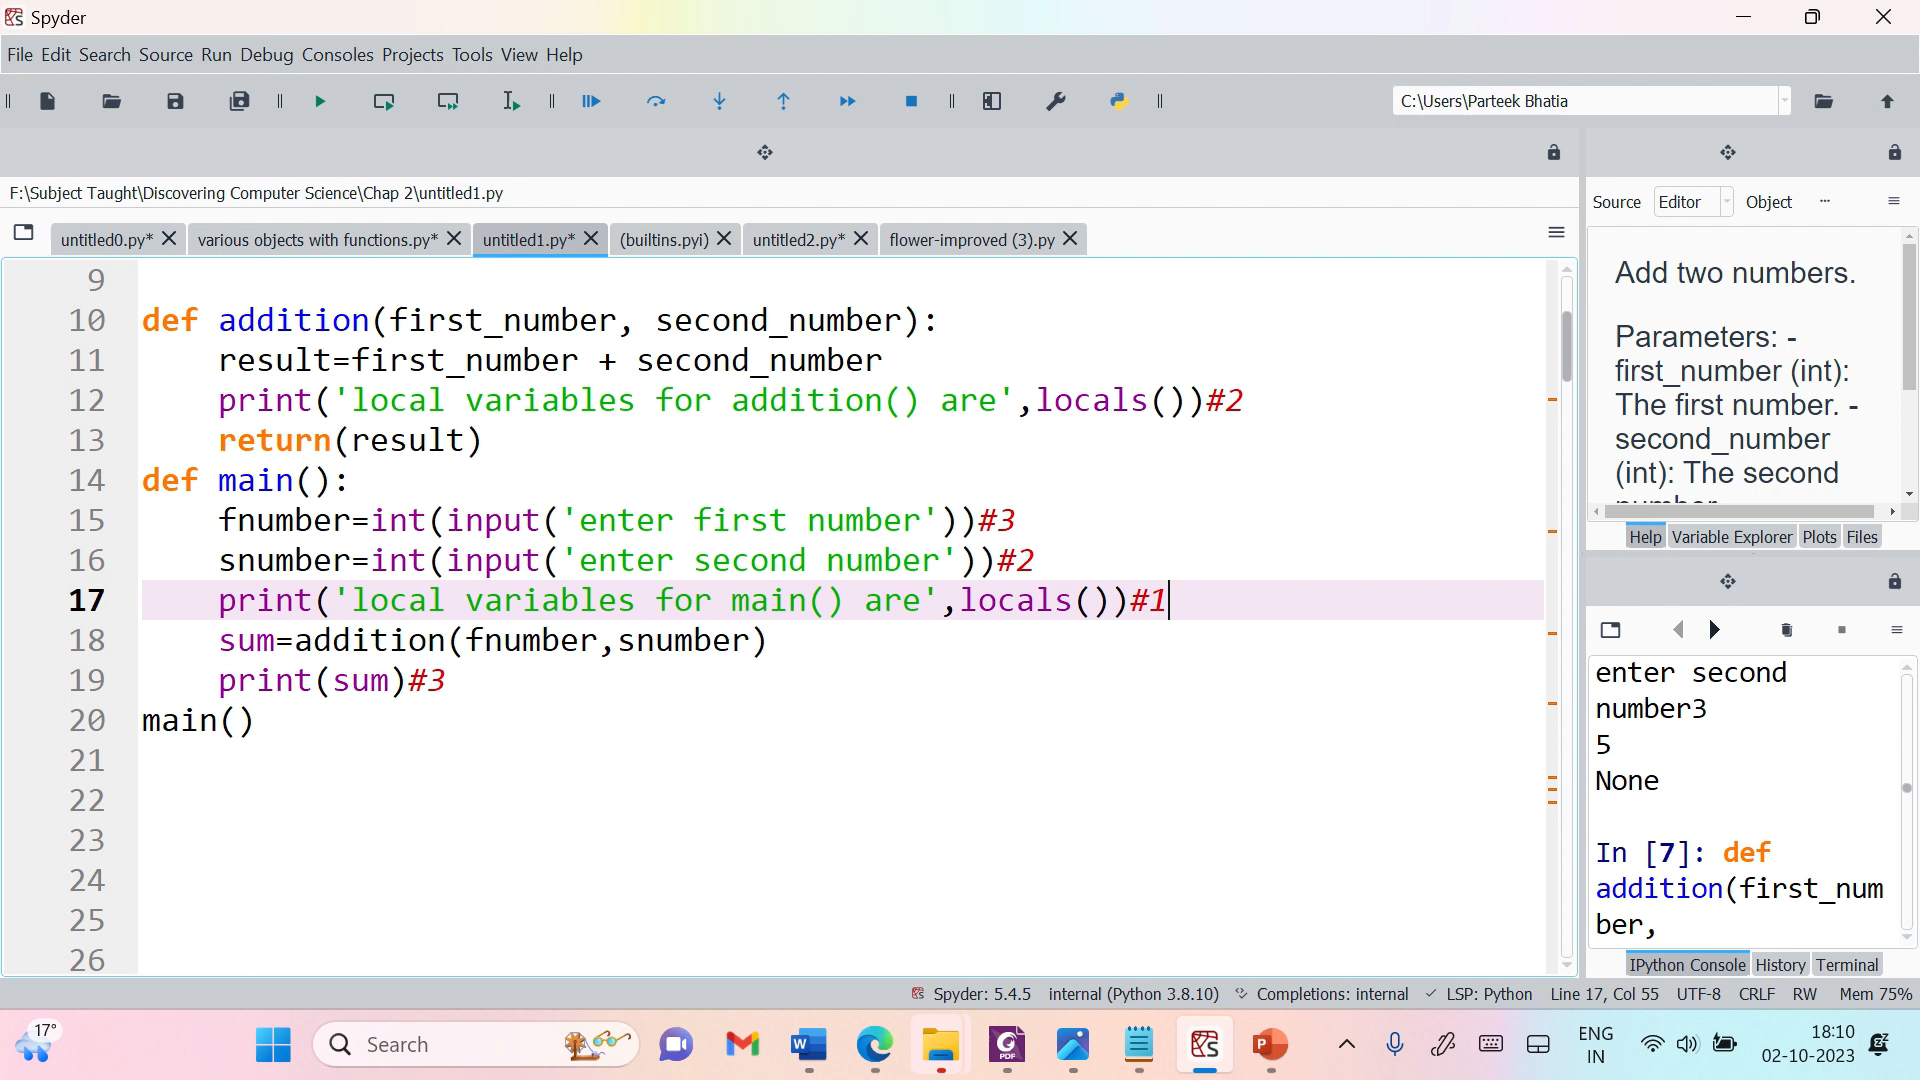 Spyder
File Edit Search Source Run Debug Consoles Projects Tools View Help
C:\Users\Parteek Bhatia
F:\Subject Taught\Discovering Computer Science\Chap 2\untitled1.py
untitled0.py* various objects with functions.py* untitled1.py* (builtins.pyi) untitled2.py* flower-improved (3).py
9
10 def addition(first_number, second_number):
11 result=first_number + second_number
12 print('local variables for addition() are',locals())#2
13 return(result)
14 def main():
15 fnumber=int(input('enter first number'))#3
16 snumber=int(input('enter second number'))#2
17 print('local variables for main() are',locals())#1
18 sum=addition(fnumber,snumber)
19 print(sum)#3
20 main()
21
22
23
24
25
26
Source Editor Object
Add two numbers.
Parameters: -
first_number (int):
The first number. -
second_number
(int): The second
Help Variable Explorer Plots Files
enter second
number3
5
None
In [7]: def
addition(first_num
ber,
IPython Console History Terminal
Spyder: 5.4.5 internal (Python 3.8.10) Completions: internal LSP: Python Line 17, Col 55 UTF-8 CRLF RW Mem 75%
17°
Search
W
PDF
P
ENG
IN
18:10
02-10-2023